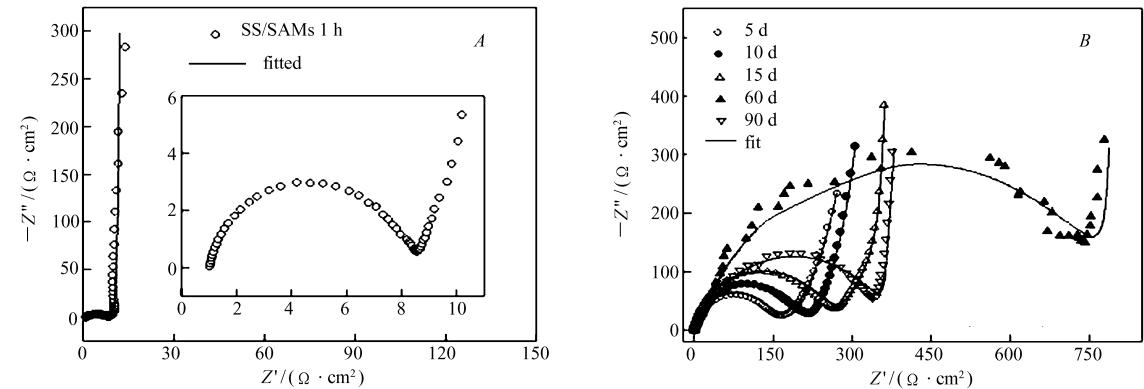 300
250
200
150
100
50
0
−Z″/(Ω·cm²)
SS/SAMs 1 h
fitted
A
6
4
2
0
0 2 4 6 8 10
0 30 60 90 120 150
Z′/(Ω·cm²)
500
400
300
200
100
0
−Z″/(Ω·cm²)
5 d
10 d
15 d
60 d
90 d
fit
B
0 150 300 450 600 750
Z′/(Ω·cm²)